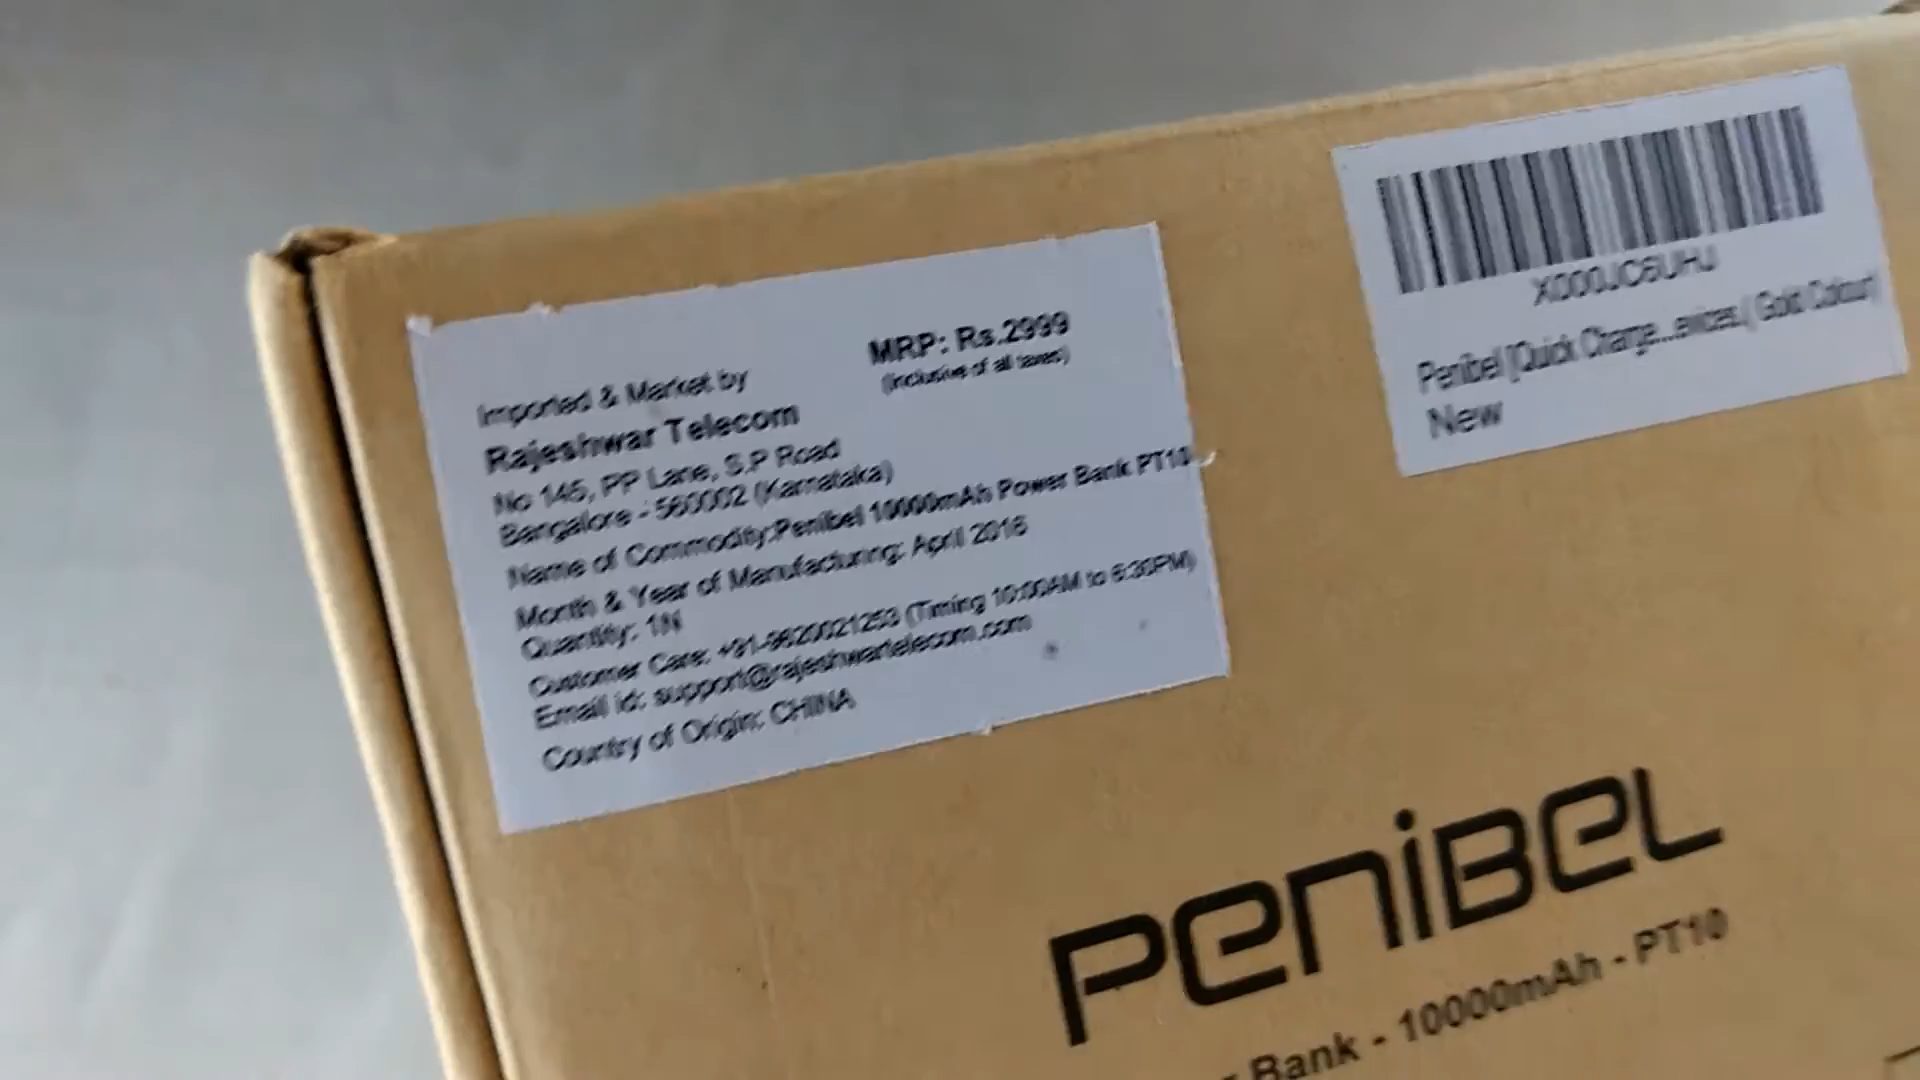 MRP: Rs.2999
(Inclusive of all taxes)
Imported & Market by
Rajeshwar Telecom
No 145, PP Lane, S.P Road
Bangalore - 560002 (Karnataka)
Name of Commodity:Penibel 10000mAh Power Bank PT10
Month & Year of Manufacturing: April 2016
Quantity: 1N
Customer Care: (Timing 10:00AM to 6:30PM)
Email id: support@rajeshwartelecom.com
Country of Origin: CHINA
X000JC6UHJ
Penibel [Quick Charge...evices.( Gold Colour)
New
PENIBEL
Bank - 10000mAh - PT10